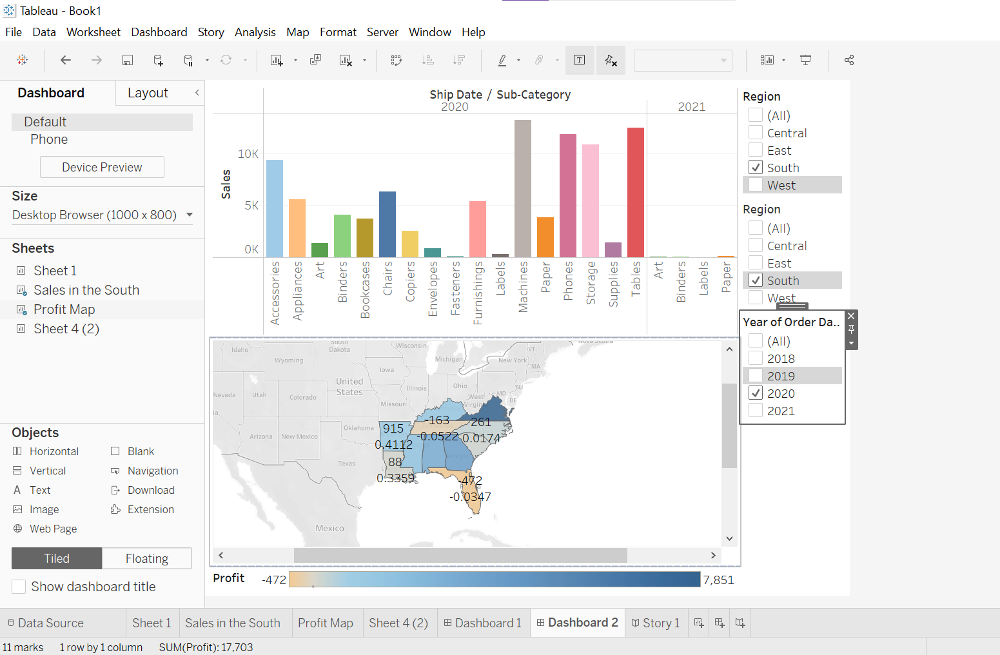 Tableau - Book1
File Data Worksheet Dashboard Story Analysis Map Format Server Window Help
Dashboard Layout
Default
Phone
Device Preview
Size
Desktop Browser (1000 x 800)
Sheets
Sheet 1
Sales in the South
Profit Map
Sheet 4 (2)
Objects
Horizontal Blank
Vertical Navigation
A Text Download
Image Extension
Web Page
Tiled Floating
Show dashboard title
Ship Date / Sub-Category
2020 2021
Sales
10K
5K
0K
Accessories
Appliances
Art
Binders
Bookcases
Chairs
Copiers
Envelopes
Fasteners
Furnishings
Labels
Machines
Paper
Phones
Storage
Supplies
Tables
Art
Binders
Labels
Paper
Region
(All)
Central
East
South
West
Region
(All)
Central
East
South
West
Year of Order Da..
(All)
2018
2019
2020
2021
Idaho
Wyoming
South
Dakota
Wisconsin
Michigan
New York
VT
MA
Nova Scotia
Iowa
United
States
Nevada
Utah
Colorado
Illinois
Ohio
NJ
MD
DE
West
Virginia
Missouri
ia
Arizona
New Mexico
Oklahoma
Texas
Mexico
-163
261
915
-0.0522
0.0174
0.4112
88
0.3359
-472
-0.0347
Profit -472 7,851
Data Source Sheet 1 Sales in the South Profit Map Sheet 4 (2) Dashboard 1 Dashboard 2 Story 1
11 marks 1 row by 1 column SUM(Profit): 17,703